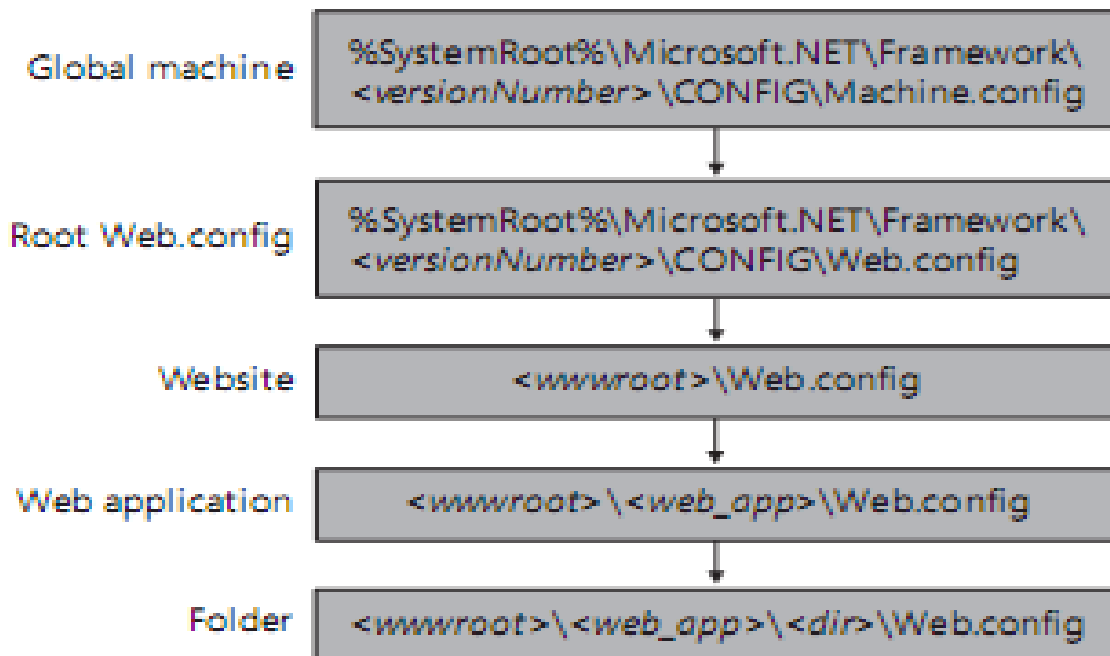 Global machine
%SystemRoot%\Microsoft.NET\Framework\
<versionNumber>\CONFIG\Machine.config
Root Web.config
%SystemRoot%\Microsoft.NET\Framework\
<versionNumber>\CONFIG\Web.config
Website
<wwwroot>\Web.config
Web application
<wwwroot>\<web_app>\Web.config
Folder
<wwwroot>\<web_app>\<dir>\Web.config